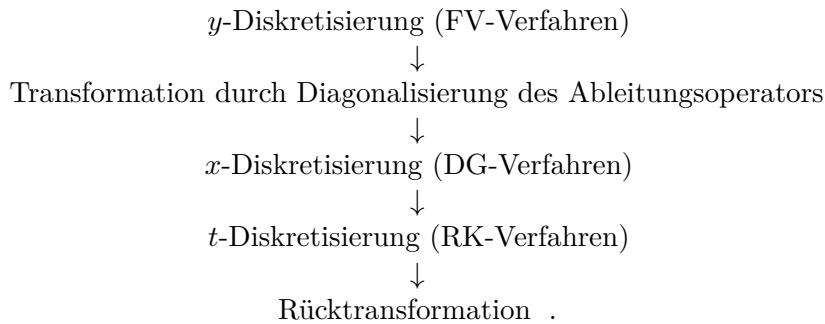 y-Diskretisierung (FV-Verfahren)
↓
Transformation durch Diagonalisierung des Ableitungsoperators
↓
x-Diskretisierung (DG-Verfahren)
↓
t-Diskretisierung (RK-Verfahren)
↓
Rücktransformation .